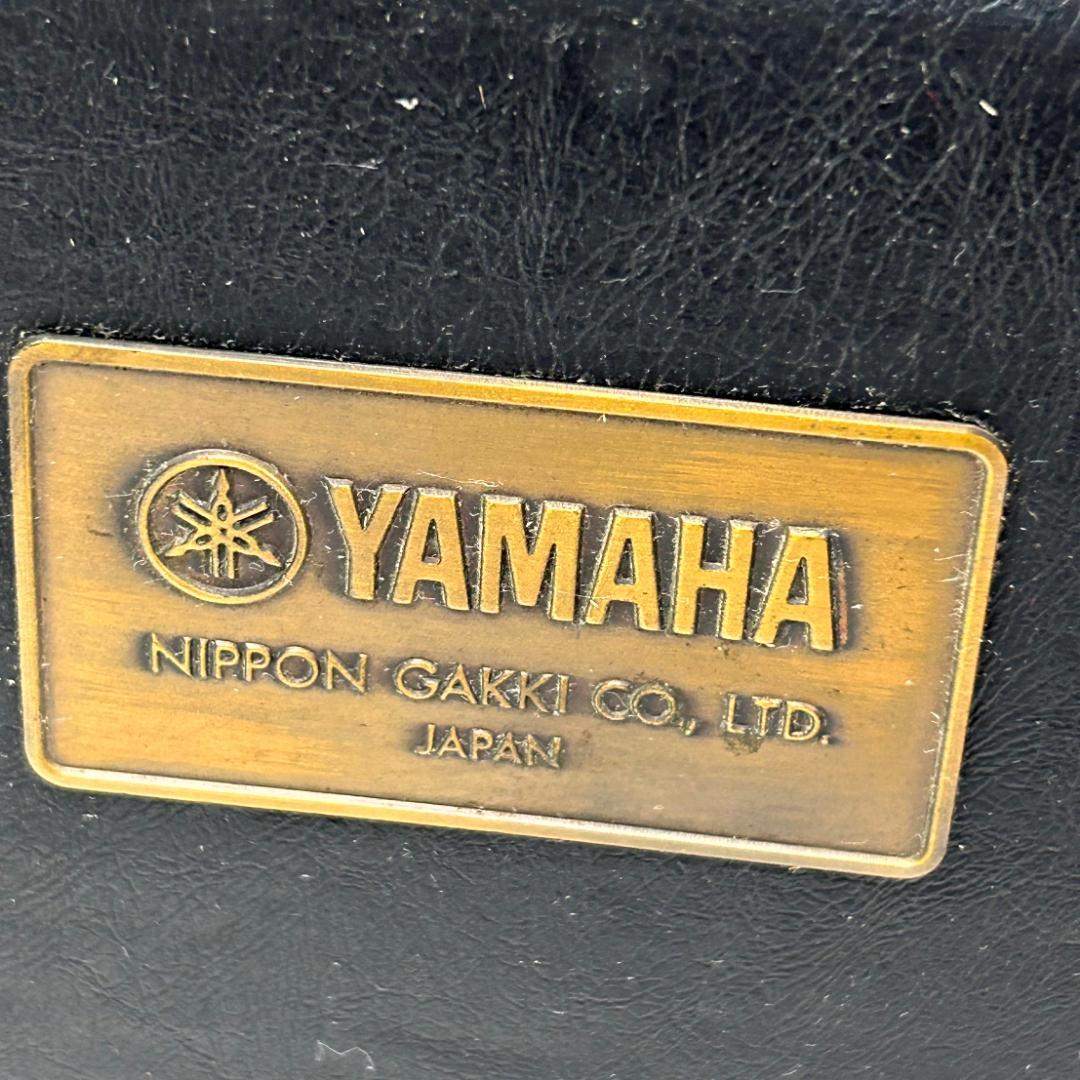 YAMAHA
NIPPON GAKKI CO., LTD.
JAPAN